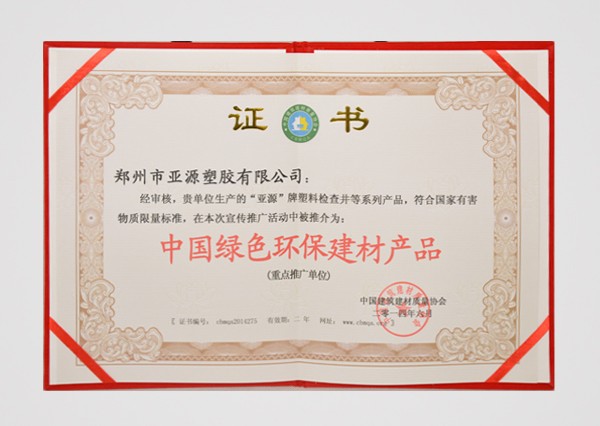 证书
郑州市亚源塑胶有限公司：
经审核，贵单位生产的“亚源”牌塑料检查井等系列产品，符合国家有害
物质限量标准，在本次宣传推广活动中被推介为：
中国绿色环保建材产品
(重点推广单位)
中国建筑建材质量协会
二零一四年六月
〖 证书编号： cbmqa2014275 有效期：二 年 网址： www.cbmqa.org 〗